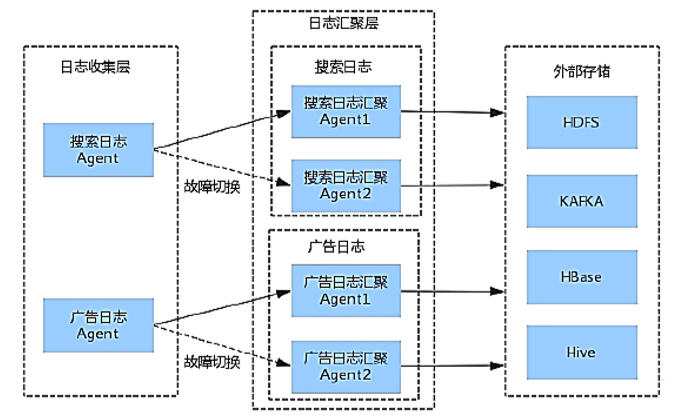 日志收集层
搜索日志
Agent
广告日志
Agent
故障切换
故障切换
日志汇聚层
搜索日志
搜索日志汇聚
Agent1
搜索日志汇聚
Agent2
广告日志
广告日志汇聚
Agent1
广告日志汇聚
Agent2
外部存储
HDFS
KAFKA
HBase
Hive